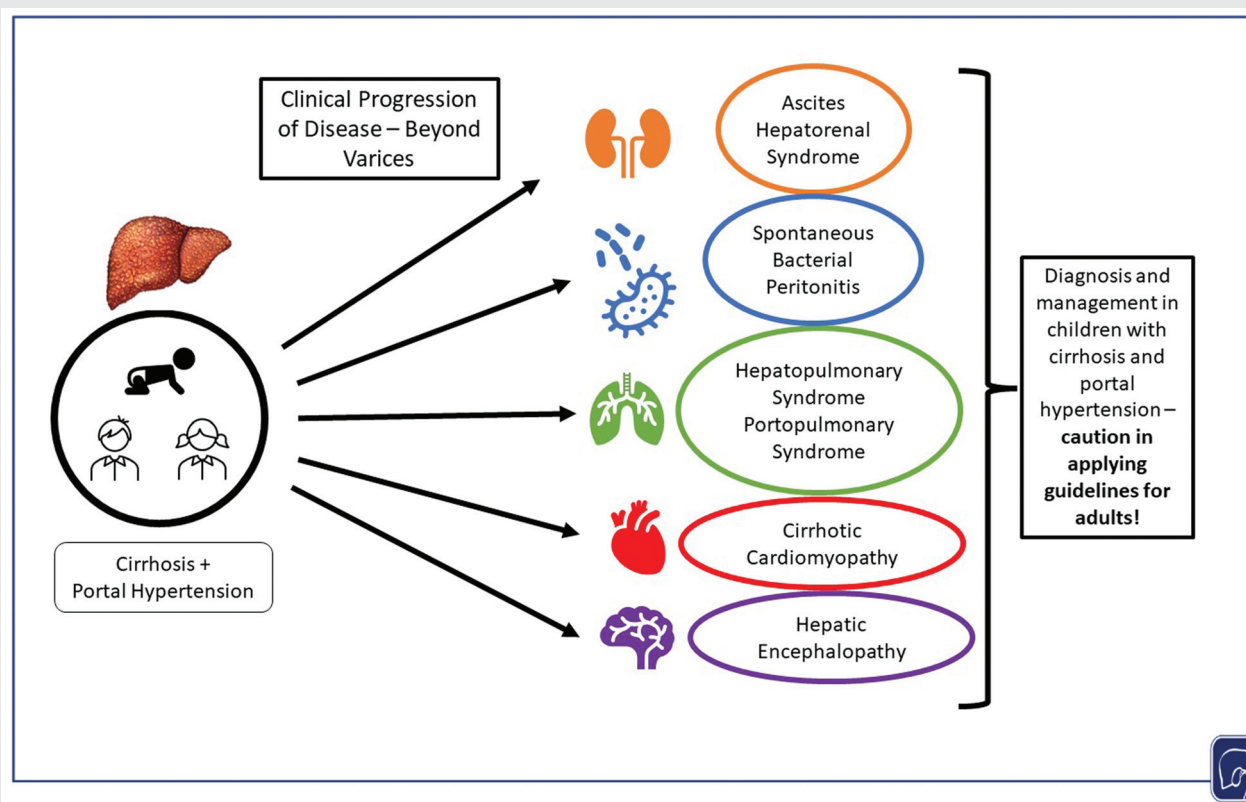 Clinical Progression
of Disease – Beyond
Varices
Cirrhosis +
Portal Hypertension
Ascites
Hepatorenal
Syndrome
Spontaneous
Bacterial
Peritonitis
Hepatopulmonary
Syndrome
Portopulmonary
Syndrome
Cirrhotic
Cardiomyopathy
Hepatic
Encephalopathy
Diagnosis and
management in
children with
cirrhosis and
portal
hypertension –
caution in
applying
guidelines for
adults!